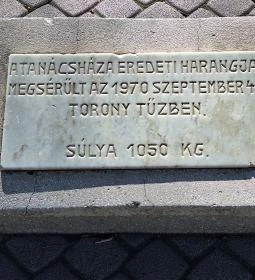 A TANÁCSHÁZA EREDETI HARANGJA
MEGSÉRÜLT AZ 1970 SZEPTEMBER 4
TORONY TŰZBEN.
SÚLYA 1050 KG.